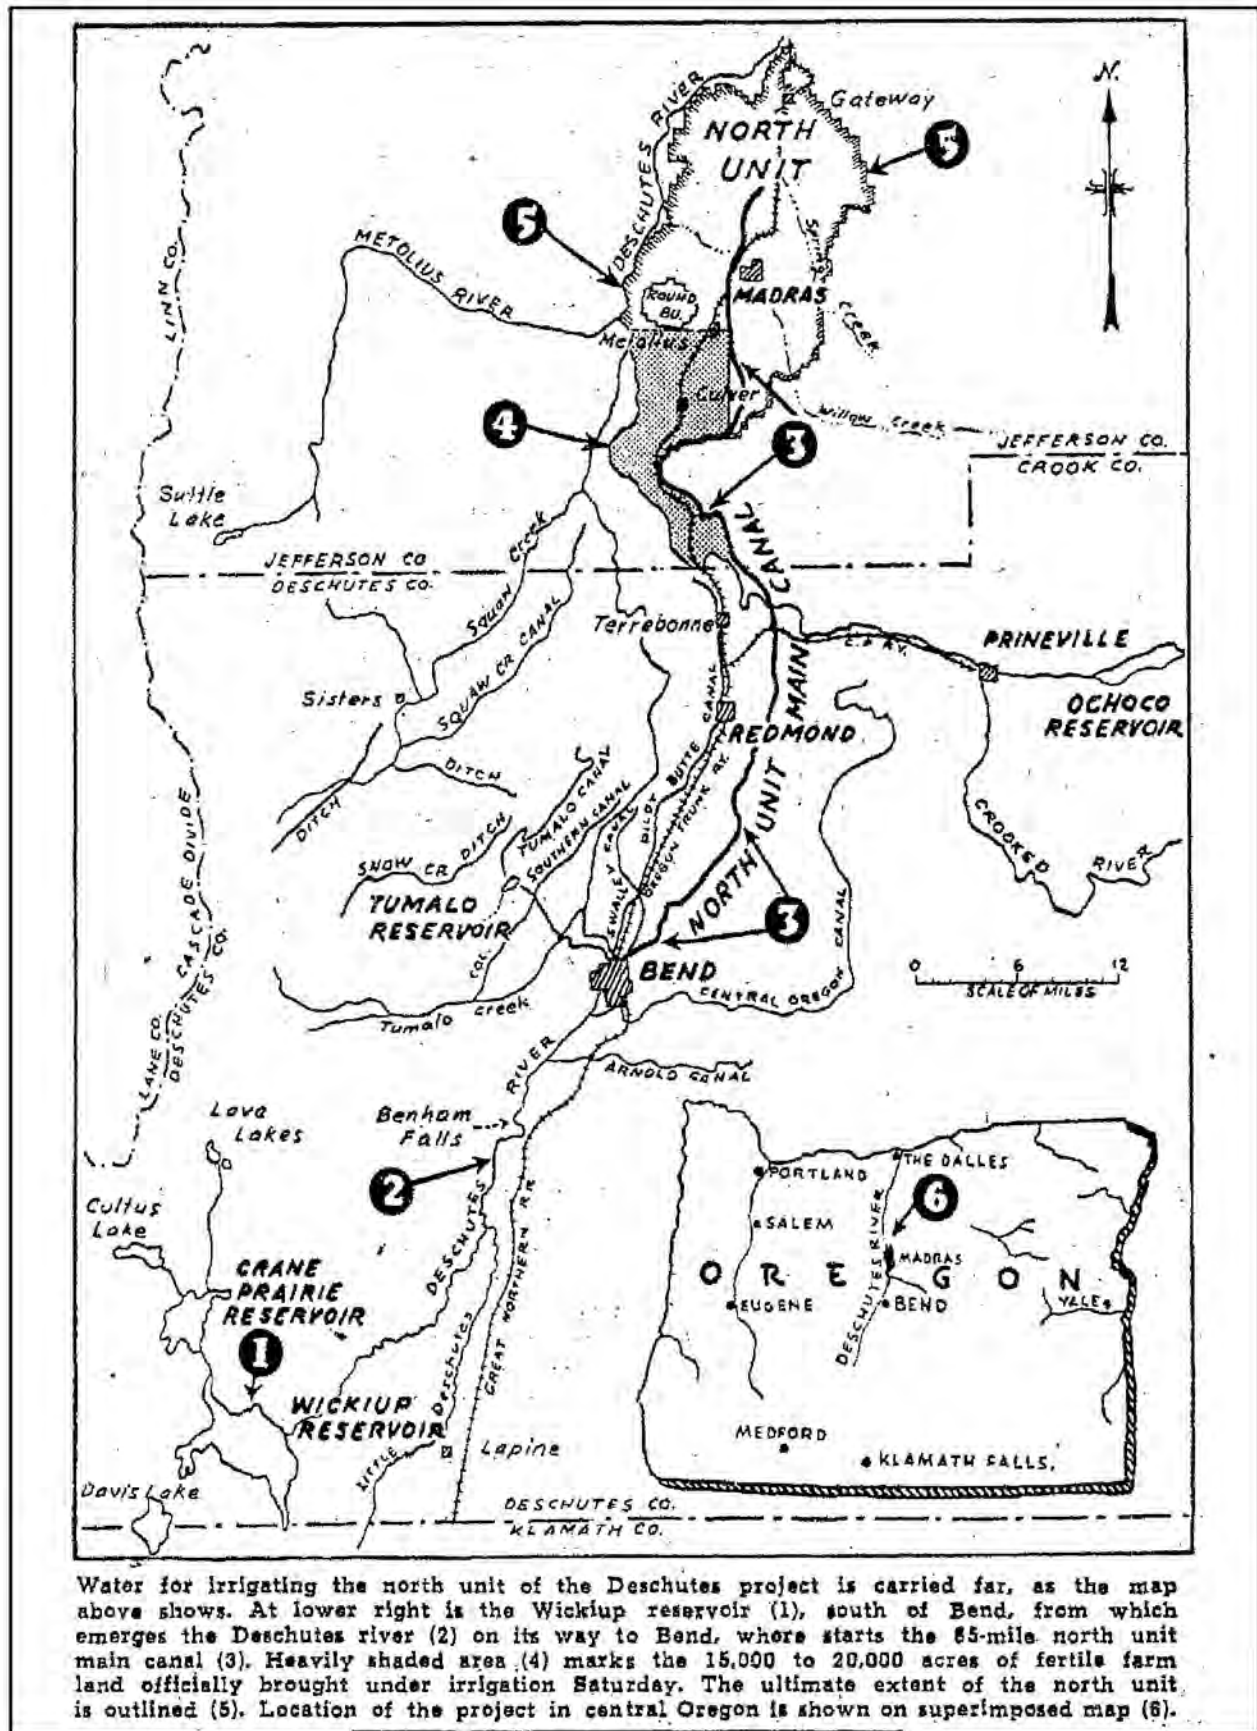 N.
Gateway
NORTH
UNIT
5
DESCHUTES RIVER
5
METOLIUS
RIVER
LINN CO.
ROUND
BU.
MADRAS
Creek
Metolius
Culver
Willow Creek
4
3
JEFFERSON CO.
CROOK CO.
Suttle
Lake
Squaw Creek
JEFFERSON CO
DESCHUTES CO.
SQUAW CR CANAL
Terrebonne
NORTH UNIT MAIN CANAL
PRINEVILLE
OCHOCO
RESERVOIR
Sisters
REDMOND
DITCH
DITCH
PILOT BUTTE CANAL
OREGON TRUNK RY.
TUMALO CANAL
COL. SOUTHERN CANAL
SWALLEY CANAL
SNOW CR DITCH
TUMALO
RESERVOIR
CROOKED
RIVER
CASCADE DIVIDE
3
BEND
CENTRAL OREGON CANAL
0 6 12
SCALE OF MILES
Tumalo Creek
LANE CO.
DESCHUTES CO.
RIVER
ARNOLD CANAL
Benham
Falls
Lava
Lakes
2
DESCHUTES
Cultus
Lake
CRANE
PRAIRIE
RESERVOIR
1
GREAT NORTHERN RR
WICKIUP
RESERVOIR
LITTLE Deschutes
Lapine
Davis Lake
DESCHUTES CO.
KLAMATH CO.
PORTLAND
THE DALLES
SALEM
6
DESCHUTES RIVER
MADRAS
OREGON
EUGENE
BEND
VALE
MEDFORD
KLAMATH FALLS.
Water for irrigating the north unit of the Deschutes project is carried far, as the map
above shows. At lower right is the Wickiup reservoir (1), south of Bend, from which
emerges the Deschutes river (2) on its way to Bend, where starts the 65-mile north unit
main canal (3). Heavily shaded area (4) marks the 15,000 to 20,000 acres of fertile farm
land officially brought under irrigation Saturday. The ultimate extent of the north unit
is outlined (5). Location of the project in central Oregon is shown on superimposed map (6).